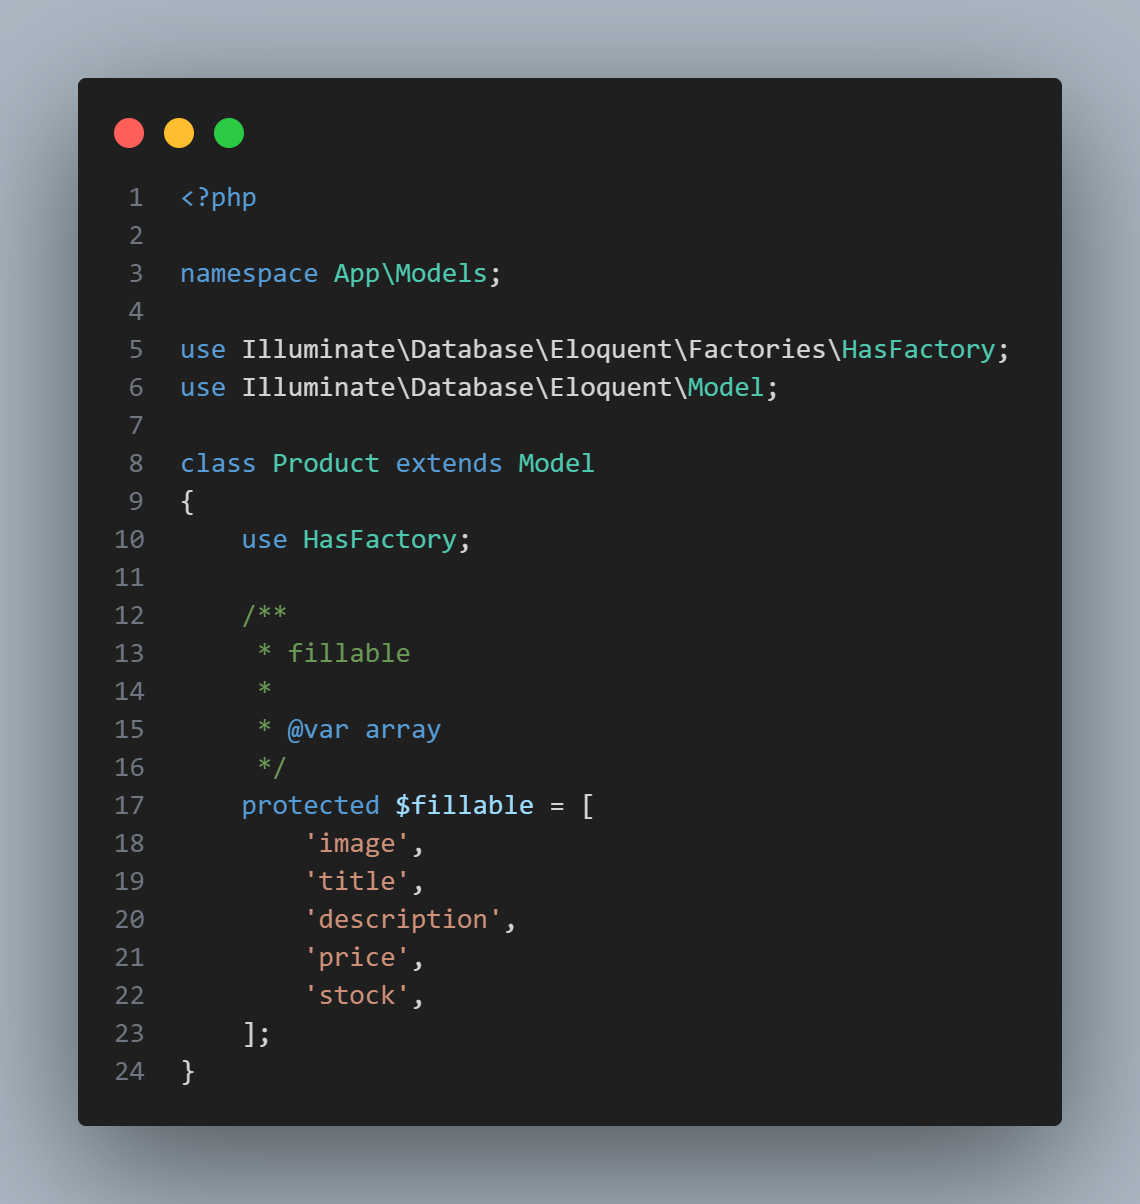 1 <?php
2
3 namespace App\Models;
4
5 use Illuminate\Database\Eloquent\Factories\HasFactory;
6 use Illuminate\Database\Eloquent\Model;
7
8 class Product extends Model
9 {
10     use HasFactory;
11
12     /**
13      * fillable
14      *
15      * @var array
16      */
17     protected $fillable = [
18         'image',
19         'title',
20         'description',
21         'price',
22         'stock',
23     ];
24 }